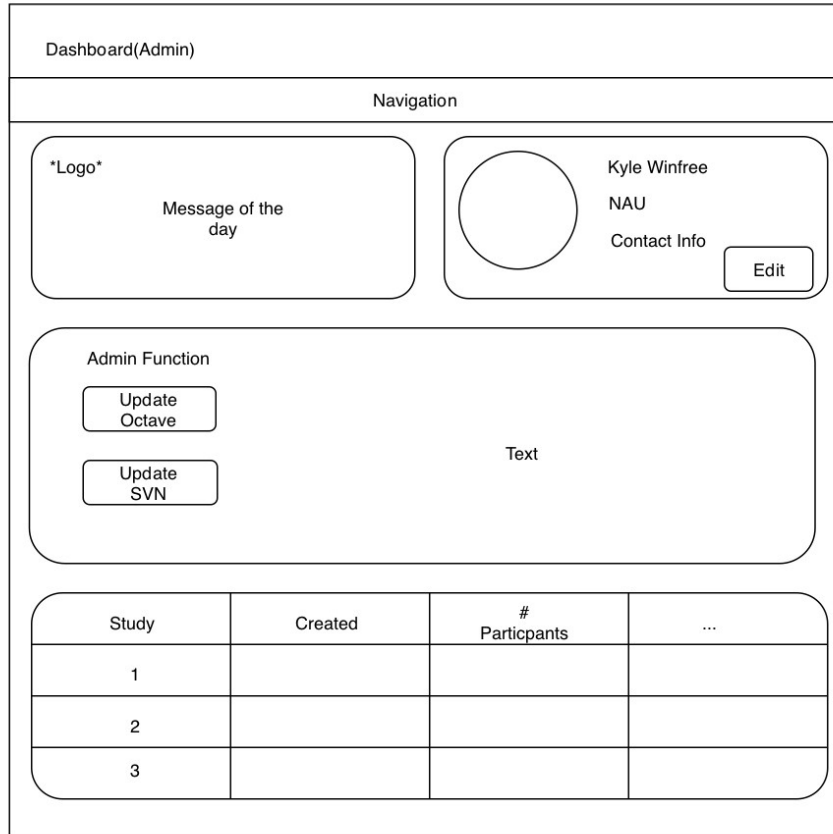 Dashboard(Admin)
Navigation
*Logo*
Message of the
day
Kyle Winfree
NAU
Contact Info
Edit
Admin Function
Update
Octave
Update
SVN
Text
Study
Created
#
Particpants
...
1
2
3